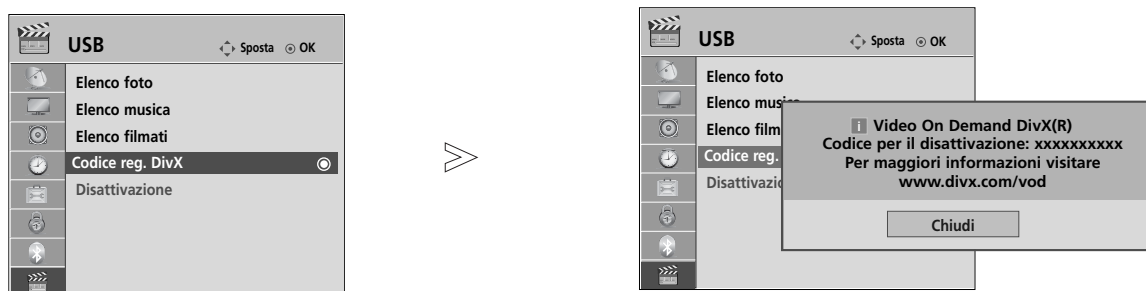 USB
Sposta OK
Elenco foto
Elenco musica
Elenco filmati
Codice reg. DivX
Disattivazione
USB
Sposta OK
Elenco foto
Elenco musica
Elenco film
Codice reg.
Disattivazio
i Video On Demand DivX(R)
Codice per il disattivazione: xxxxxxxxxx
Per maggiori informazioni visitare
www.divx.com/vod
Chiudi